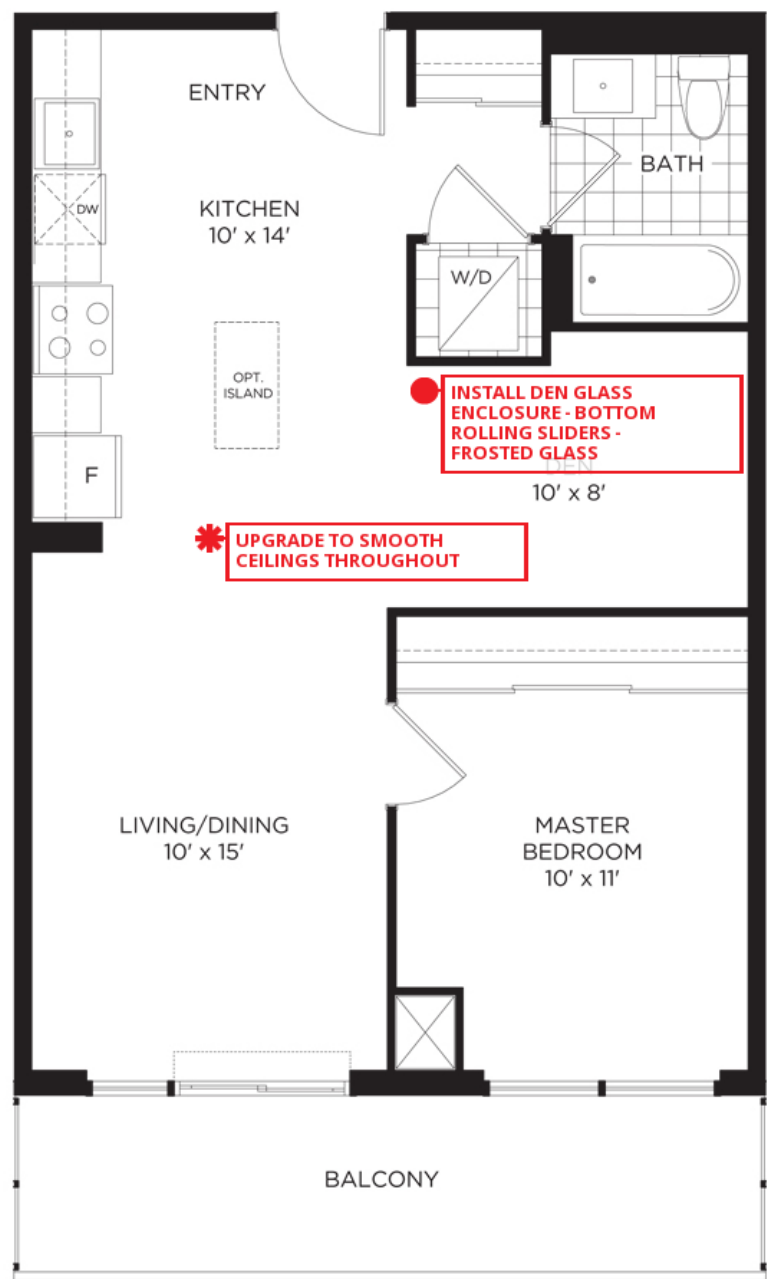 ENTRY
BATH
DW
KITCHEN
10' x 14'
W/D
OPT.
ISLAND
INSTALL DEN GLASS
ENCLOSURE - BOTTOM
ROLLING SLIDERS -
FROSTED GLASS
DEN
10' x 8'
F
UPGRADE TO SMOOTH
CEILINGS THROUGHOUT
LIVING/DINING
10' x 15'
MASTER
BEDROOM
10' x 11'
BALCONY